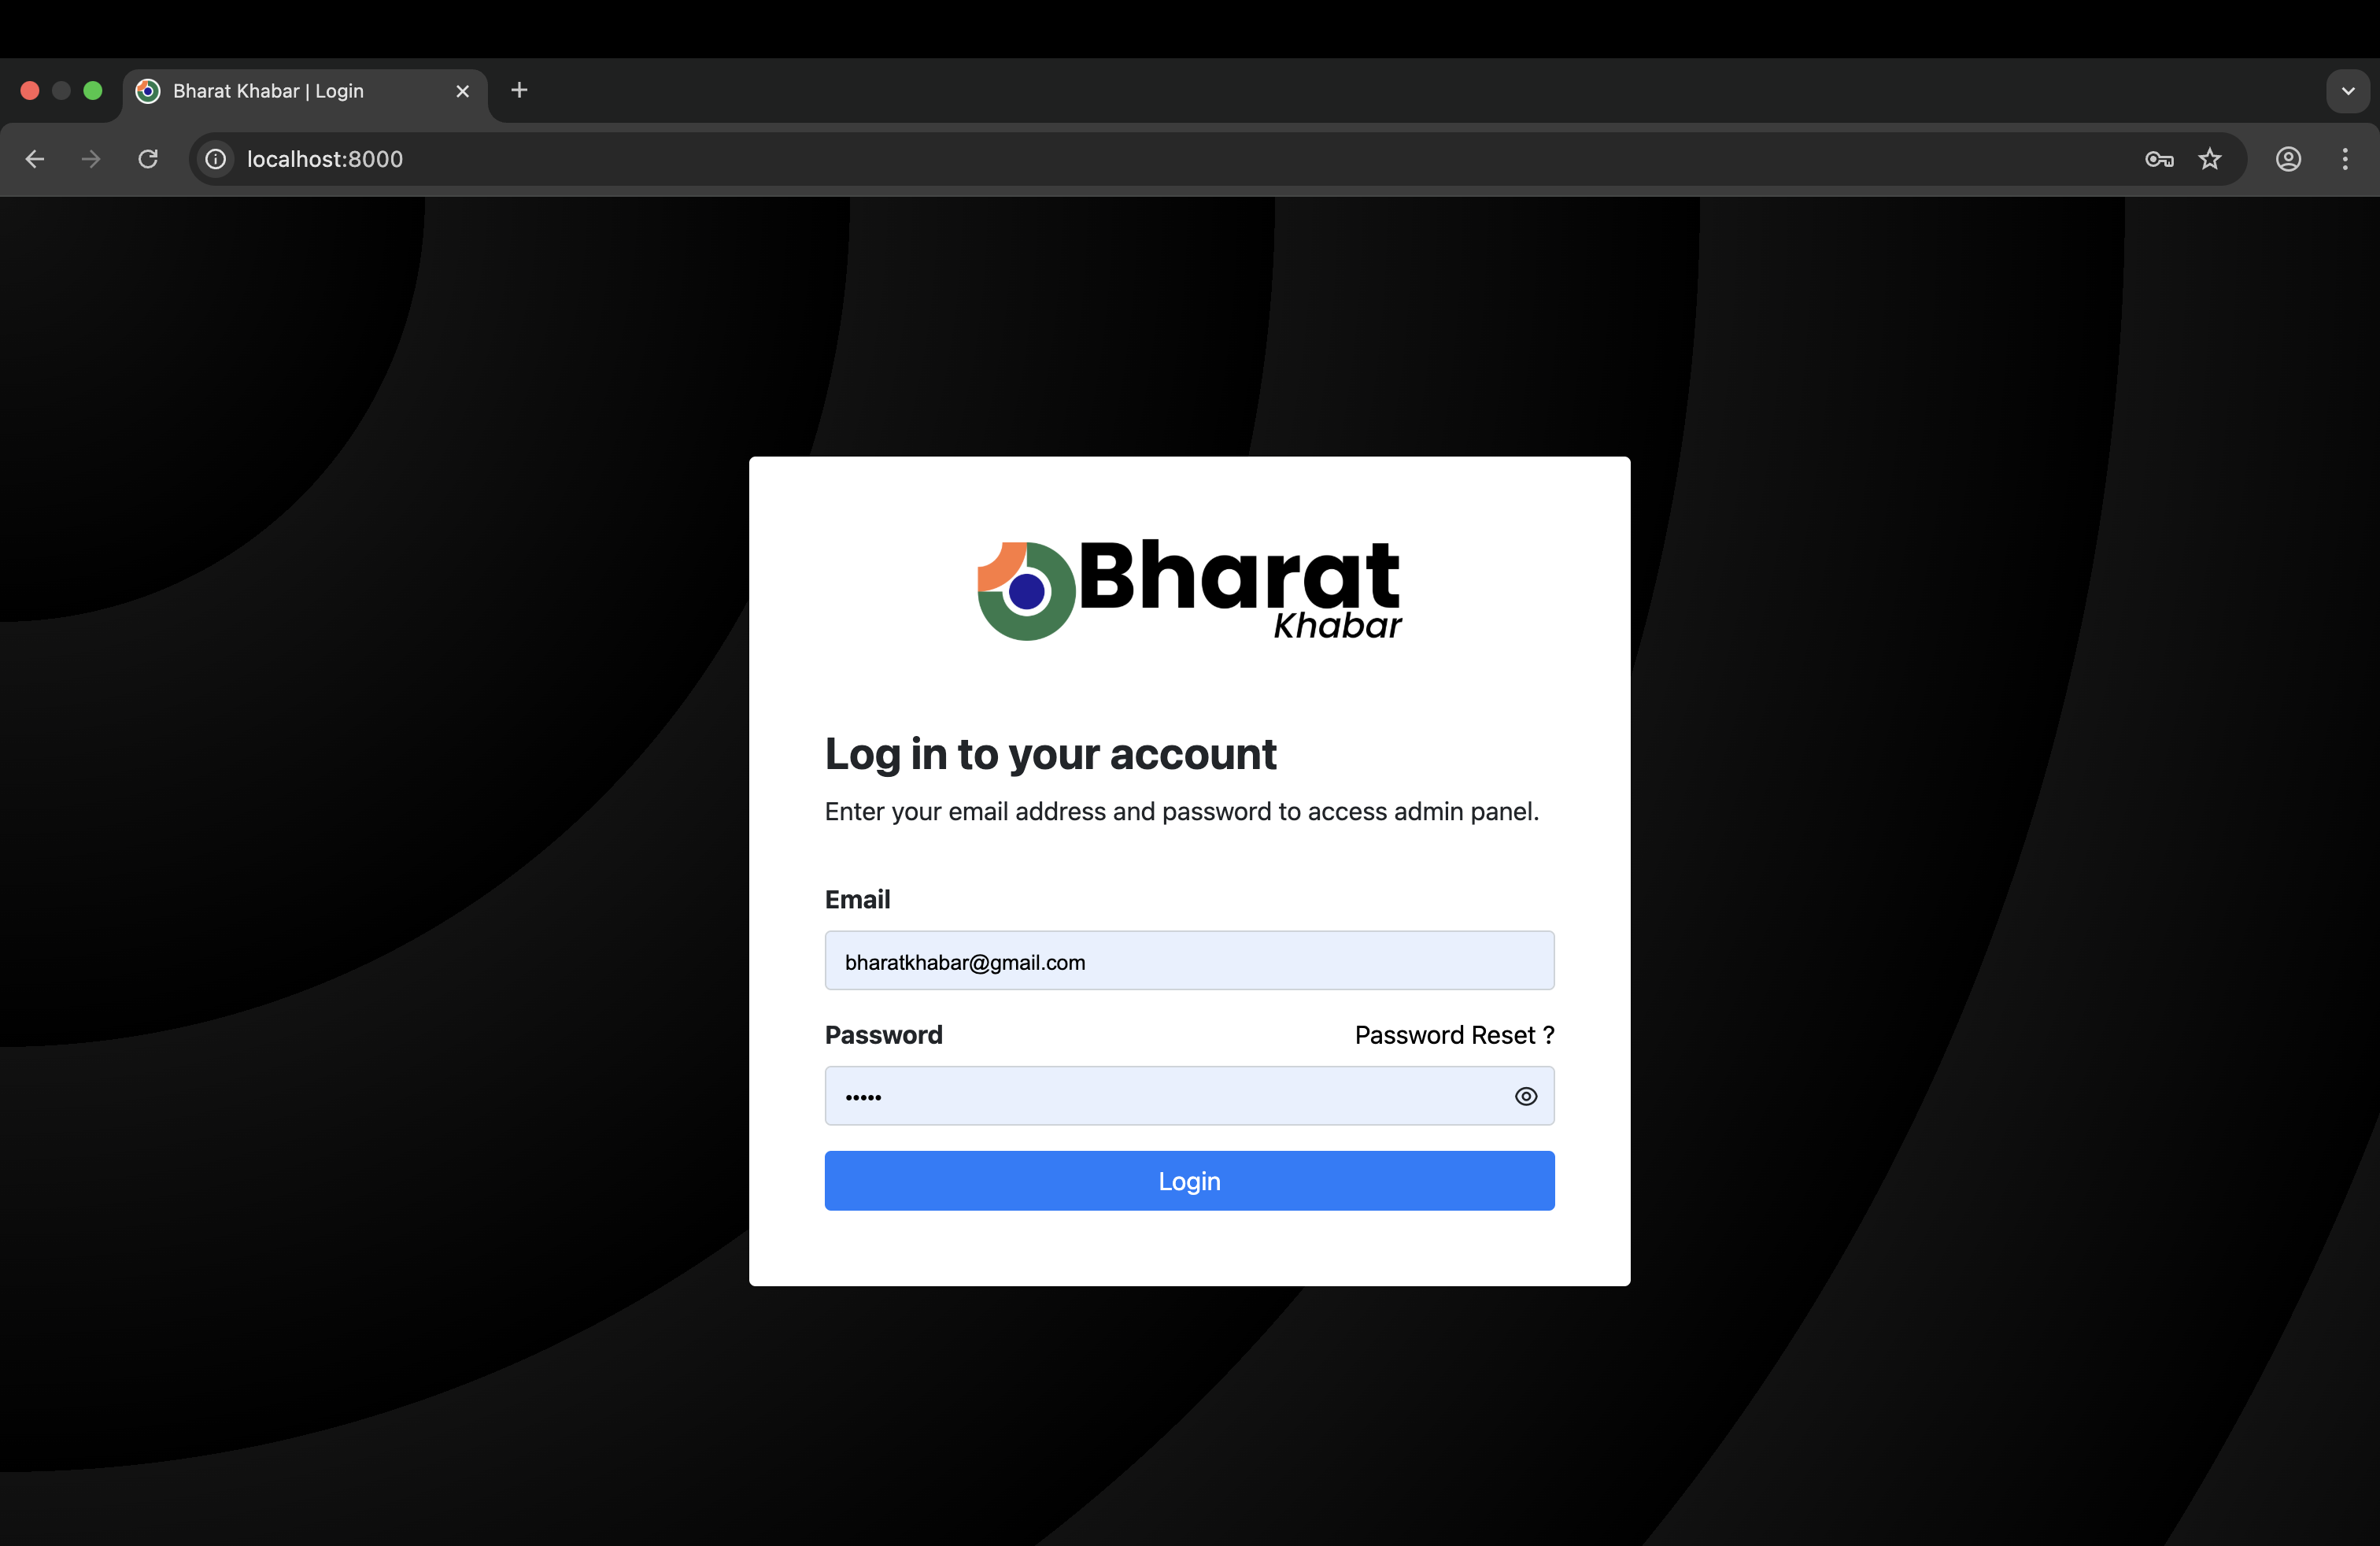 Bharat Khabar | Login
localhost:8000
Bharat
Khabar
Log in to your account
Enter your email address and password to access admin panel.
Email
bharatkhabar@gmail.com
Password Password Reset ?
•••••
Login